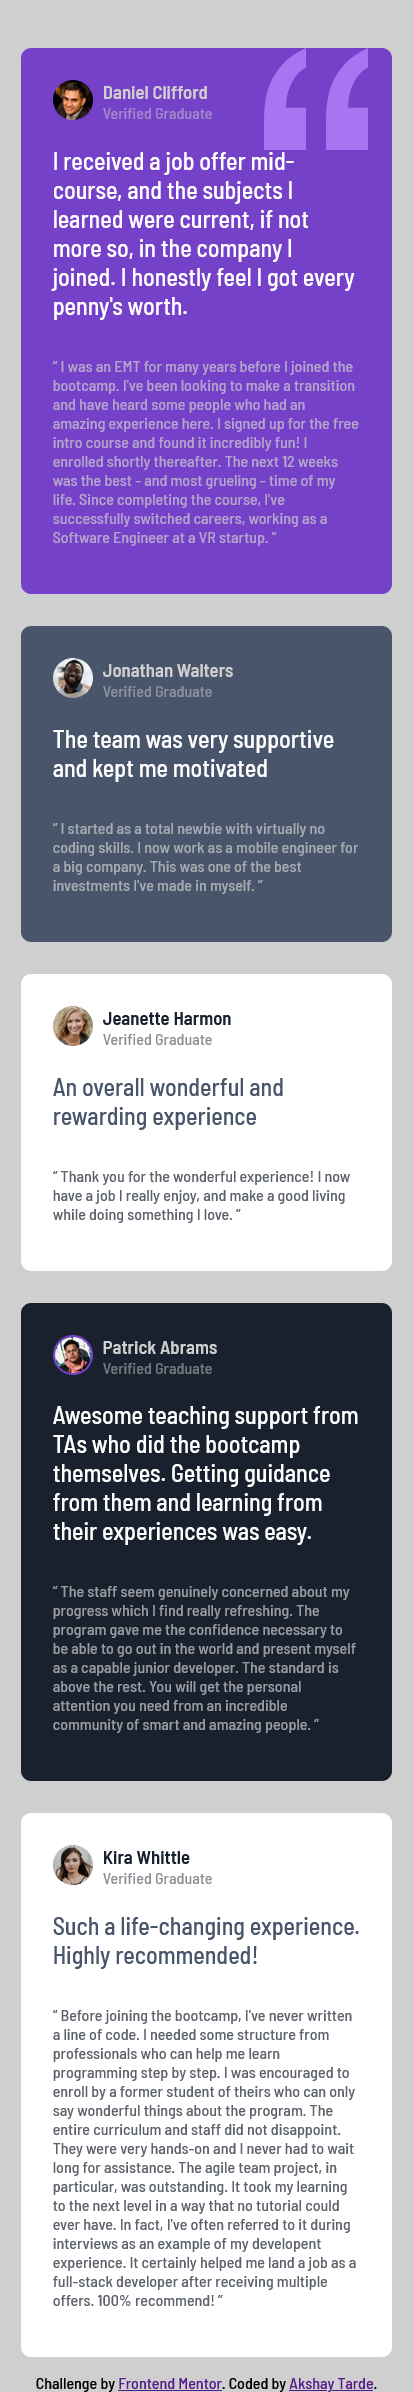 Daniel Clifford
Verified Graduate
I received a job offer mid-
course, and the subjects I
learned were current, if not
more so, in the company I
joined. I honestly feel I got every
penny's worth.
“ I was an EMT for many years before I joined the
bootcamp. I've been looking to make a transition
and have heard some people who had an
amazing experience here. I signed up for the free
intro course and found it incredibly fun! I
enrolled shortly thereafter. The next 12 weeks
was the best - and most grueling - time of my
life. Since completing the course, I've
successfully switched careers, working as a
Software Engineer at a VR startup. ”
Jonathan Walters
Verified Graduate
The team was very supportive
and kept me motivated
“ I started as a total newbie with virtually no
coding skills. I now work as a mobile engineer for
a big company. This was one of the best
investments I've made in myself. ”
Jeanette Harmon
Verified Graduate
An overall wonderful and
rewarding experience
“ Thank you for the wonderful experience! I now
have a job I really enjoy, and make a good living
while doing something I love. ”
Patrick Abrams
Verified Graduate
Awesome teaching support from
TAs who did the bootcamp
themselves. Getting guidance
from them and learning from
their experiences was easy.
“ The staff seem genuinely concerned about my
progress which I find really refreshing. The
program gave me the confidence necessary to
be able to go out in the world and present myself
as a capable junior developer. The standard is
above the rest. You will get the personal
attention you need from an incredible
community of smart and amazing people. ”
Kira Whittle
Verified Graduate
Such a life-changing experience.
Highly recommended!
“ Before joining the bootcamp, I've never written
a line of code. I needed some structure from
professionals who can help me learn
programming step by step. I was encouraged to
enroll by a former student of theirs who can only
say wonderful things about the program. The
entire curriculum and staff did not disappoint.
They were very hands-on and I never had to wait
long for assistance. The agile team project, in
particular, was outstanding. It took my learning
to the next level in a way that no tutorial could
ever have. In fact, I've often referred to it during
interviews as an example of my developent
experience. It certainly helped me land a job as a
full-stack developer after receiving multiple
offers. 100% recommend! ”
Challenge by Frontend Mentor. Coded by Akshay Tarde.